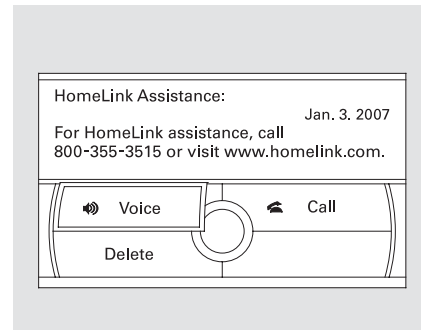 HomeLink Assistance:
Jan. 3. 2007
For HomeLink assistance, call
800-355-3515 or visit www.homelink.com.
Voice
Call
Delete